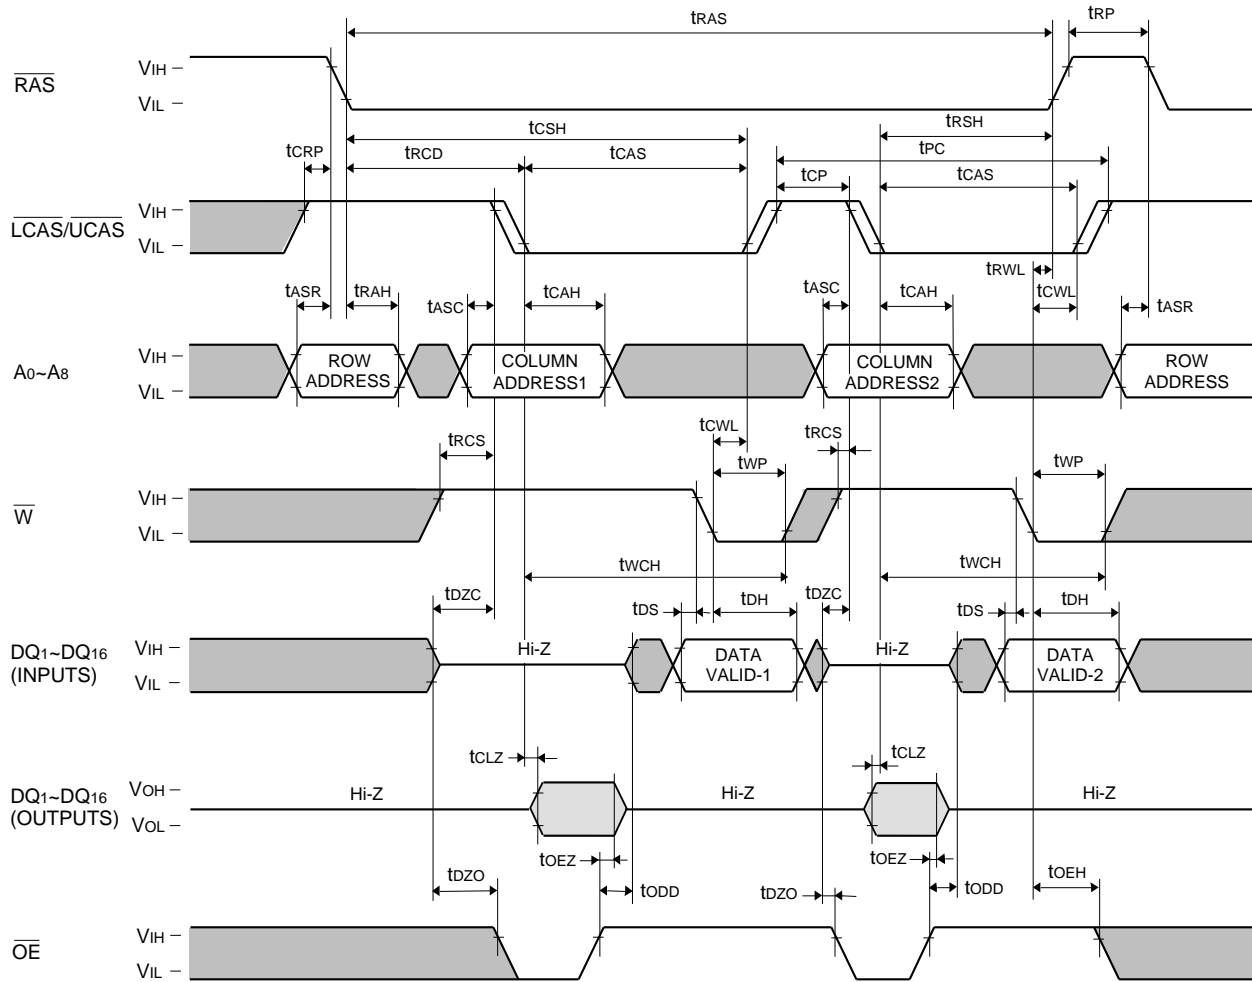 tRAS
tRP
RAS
VIH
VIL
tCSH
tRSH
tCRP
tRCD
tCAS
tPC
tCP
tCAS
LCAS/UCAS
VIH
VIL
tRWL
tASR
tRAH
tASC
tCAH
tASC
tCAH
tCWL
tASR
A0~A8
VIH
VIL
ROW
ADDRESS
COLUMN
ADDRESS1
COLUMN
ADDRESS2
ROW
ADDRESS
tRCS
tCWL
tRCS
tWP
tWP
W
VIH
VIL
tWCH
tWCH
tDZC
tDS
tDH
tDZC
tDS
tDH
DQ1~DQ16
(INPUTS)
VIH
VIL
Hi-Z
DATA
VALID-1
Hi-Z
DATA
VALID-2
tCLZ
tCLZ
DQ1~DQ16
(OUTPUTS)
VOH
VOL
Hi-Z
Hi-Z
Hi-Z
tOEZ
tOEZ
tDZO
tODD
tDZO
tODD
tOEH
OE
VIH
VIL